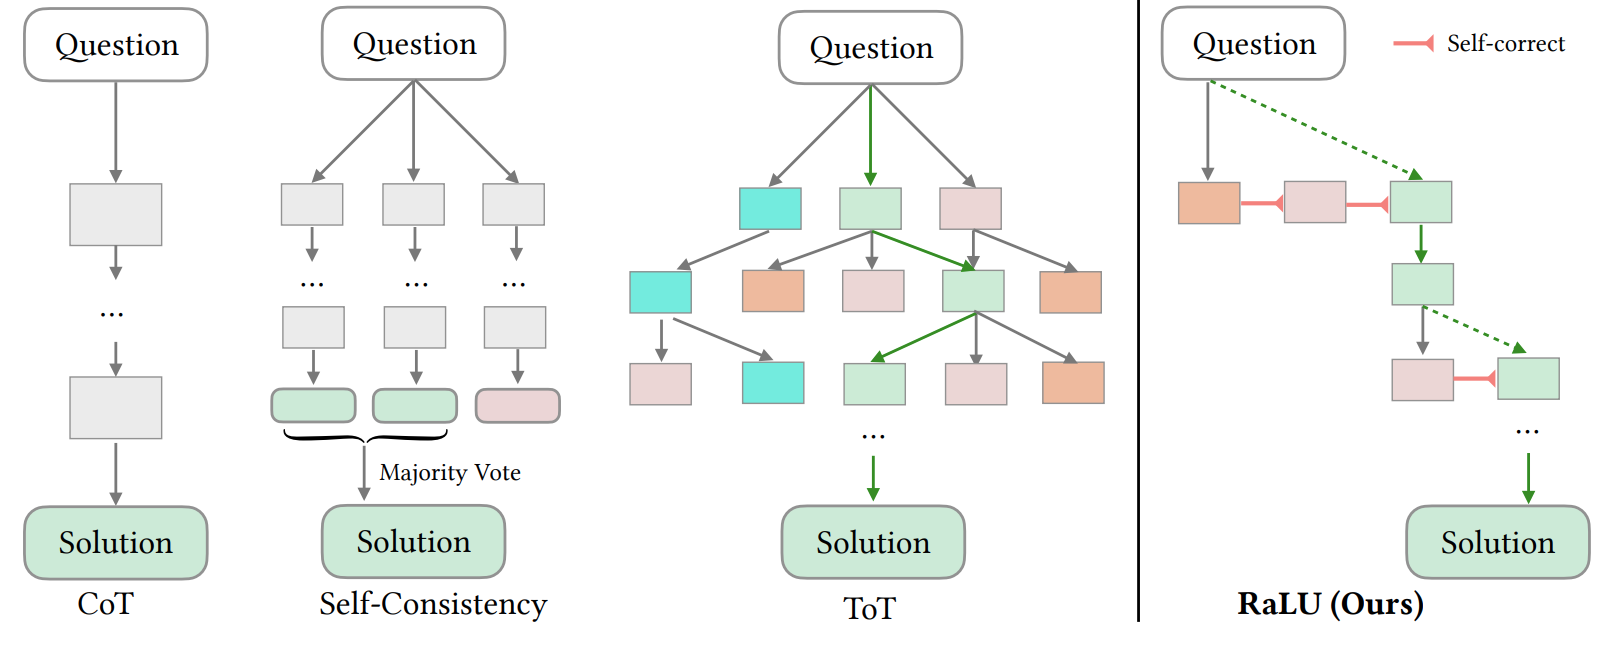 Question
...
Solution
CoT
Question
... ... ...
Majority Vote
Solution
Self-Consistency
Question
...
Solution
ToT
Question
Self-correct
...
Solution
RaLU (Ours)